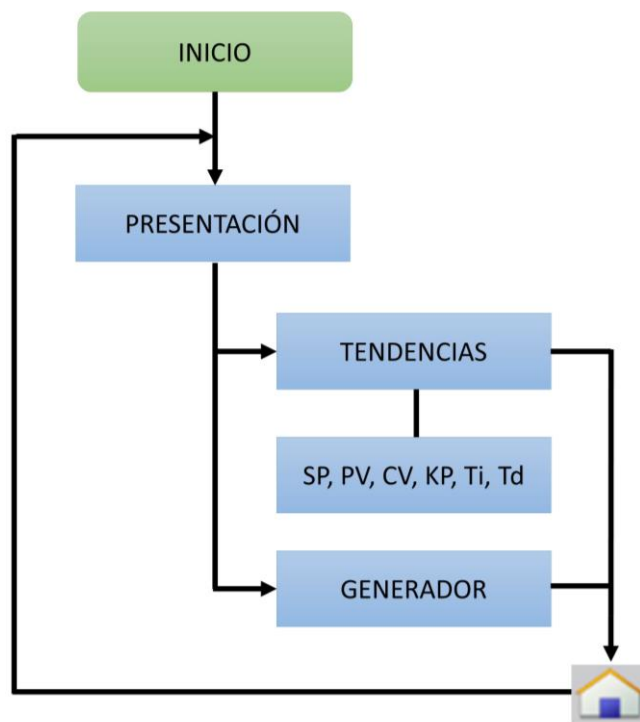 INICIO
PRESENTACIÓN
TENDENCIAS
SP, PV, CV, KP, Ti, Td
GENERADOR